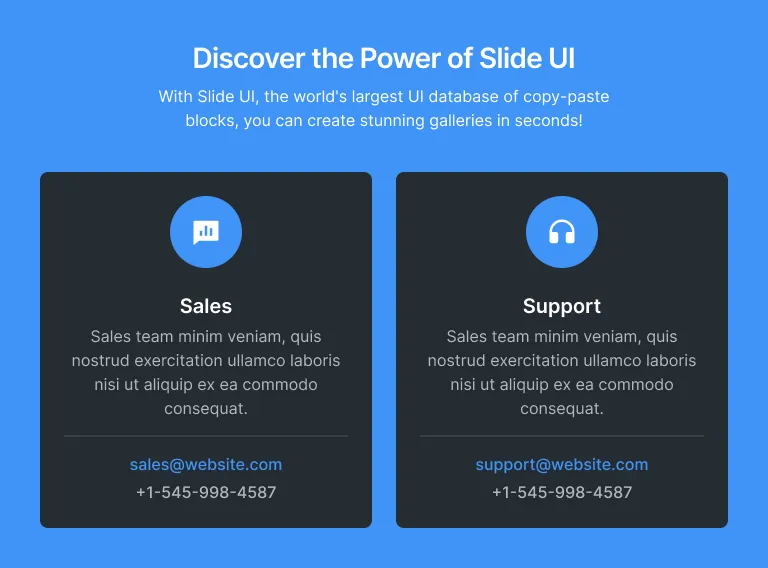 Discover the Power of Slide UI
With Slide UI, the world's largest UI database of copy-paste
blocks, you can create stunning galleries in seconds!
Sales
Sales team minim veniam, quis
nostrud exercitation ullamco laboris
nisi ut aliquip ex ea commodo
consequat.
sales@website.com
+1-545-998-4587
Support
Sales team minim veniam, quis
nostrud exercitation ullamco laboris
nisi ut aliquip ex ea commodo
consequat.
support@website.com
+1-545-998-4587